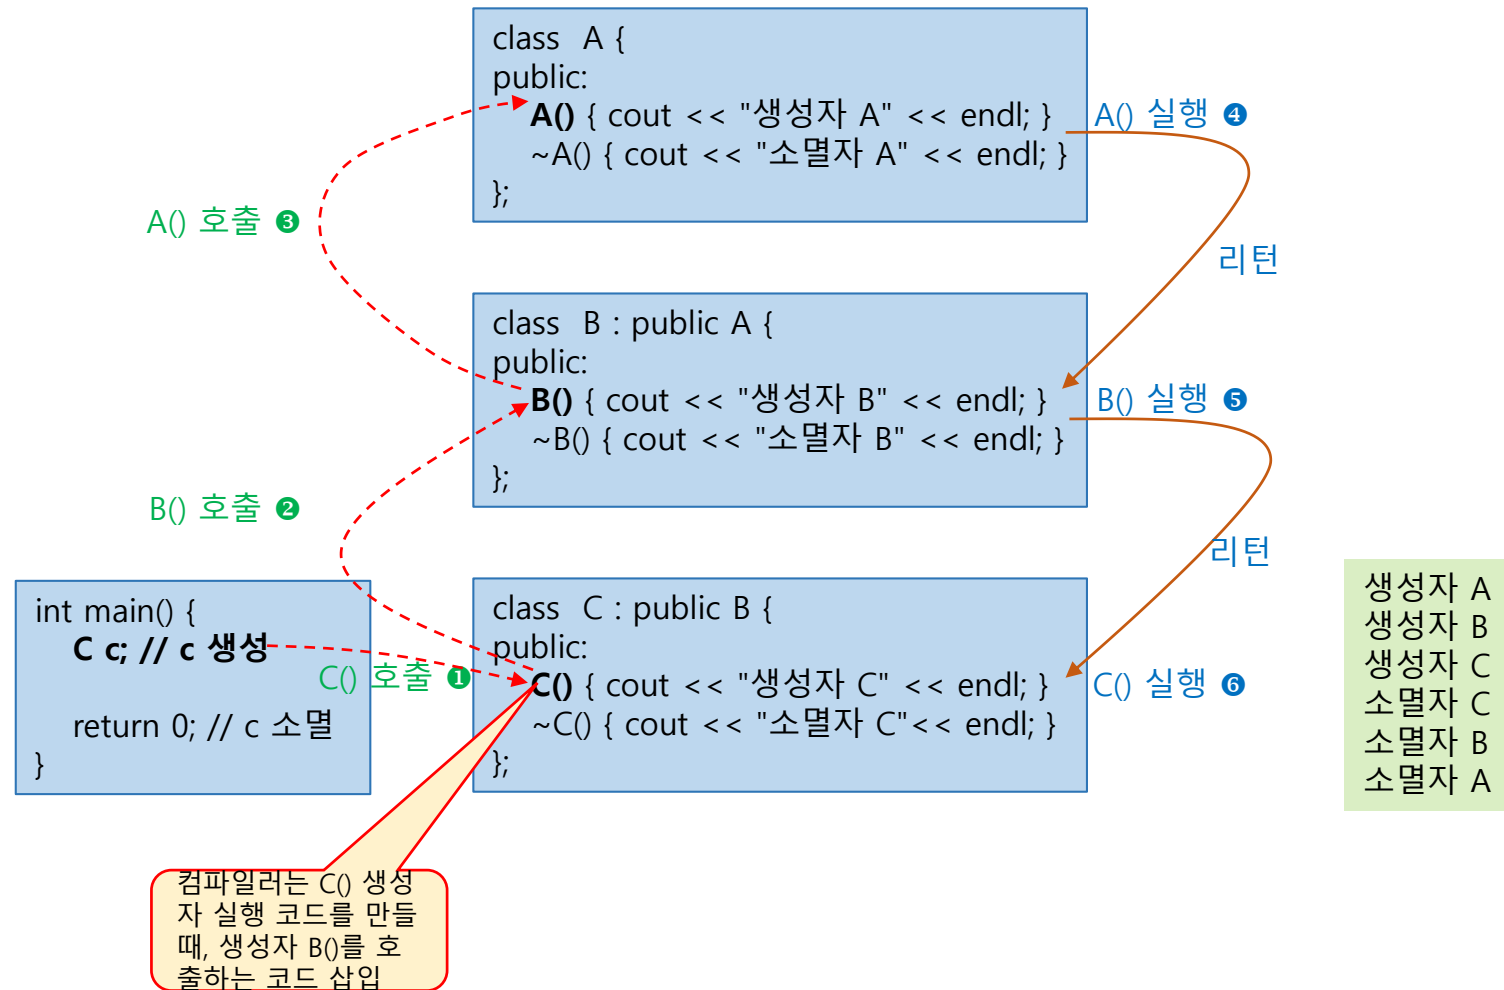 class  A {
public:
A() { cout << "생성자 A" << endl; }
~A() { cout << "소멸자 A" << endl; }
};
A() 실행 ❹
A() 호출 ❸
리턴
class  B : public A {
public:
B() { cout << "생성자 B" << endl; }
~B() { cout << "소멸자 B" << endl; }
};
B() 실행 ❺
B() 호출 ❷
리턴
int main() {
C c; // c 생성
return 0; // c 소멸
}
C() 호출 ❶
class  C : public B {
public:
C() { cout << "생성자 C" << endl; }
~C() { cout << "소멸자 C"<< endl; }
};
C() 실행 ❻
생성자 A
생성자 B
생성자 C
소멸자 C
소멸자 B
소멸자 A
컴파일러는 C() 생성
자 실행 코드를 만들
때, 생성자 B()를 호
출하는 코드 삽입